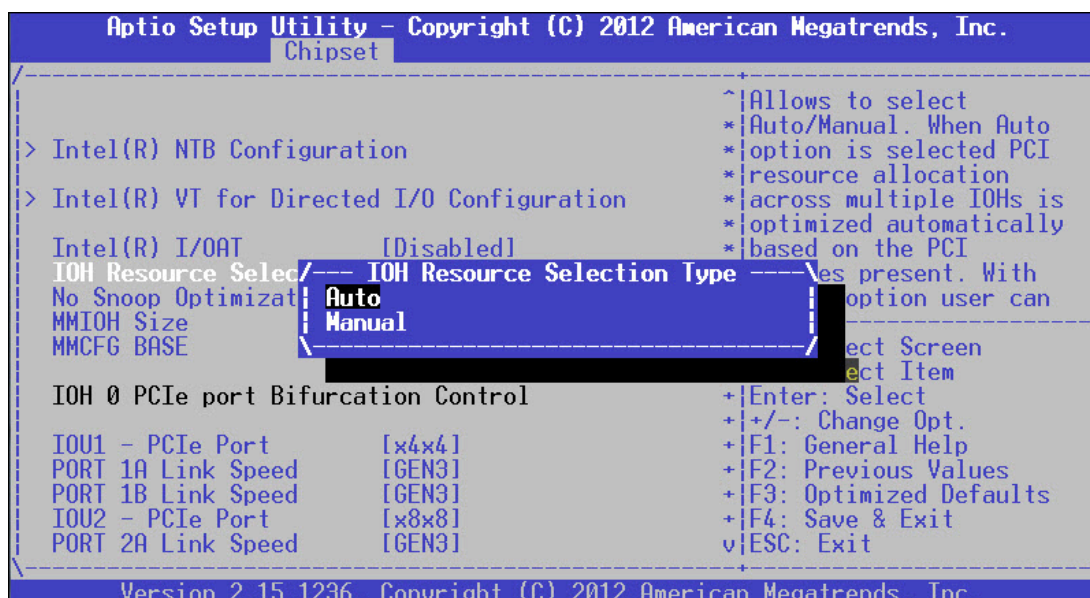 Aptio Setup Utility – Copyright (C) 2012 American Megatrends, Inc.
Chipset
> Intel(R) NTB Configuration
> Intel(R) VT for Directed I/O Configuration
Intel(R) I/OAT [Disabled]
IOH Resource Selec
No Snoop Optimizat
MMIOH Size
MMCFG BASE
IOH 0 PCIe port Bifurcation Control
IOU1 – PCIe Port [x4x4]
PORT 1A Link Speed [GEN3]
PORT 1B Link Speed [GEN3]
IOU2 – PCIe Port [x8x8]
PORT 2A Link Speed [GEN3]
IOH Resource Selection Type
Auto
Manual
Allows to select
Auto/Manual. When Auto
option is selected PCI
resource allocation
across multiple IOHs is
optimized automatically
based on the PCI
es present. With
option user can
ect Screen
ect Item
Enter: Select
+/-: Change Opt.
F1: General Help
F2: Previous Values
F3: Optimized Defaults
F4: Save & Exit
ESC: Exit
Version 2.15.1236. Copyright (C) 2012 American Megatrends, Inc.